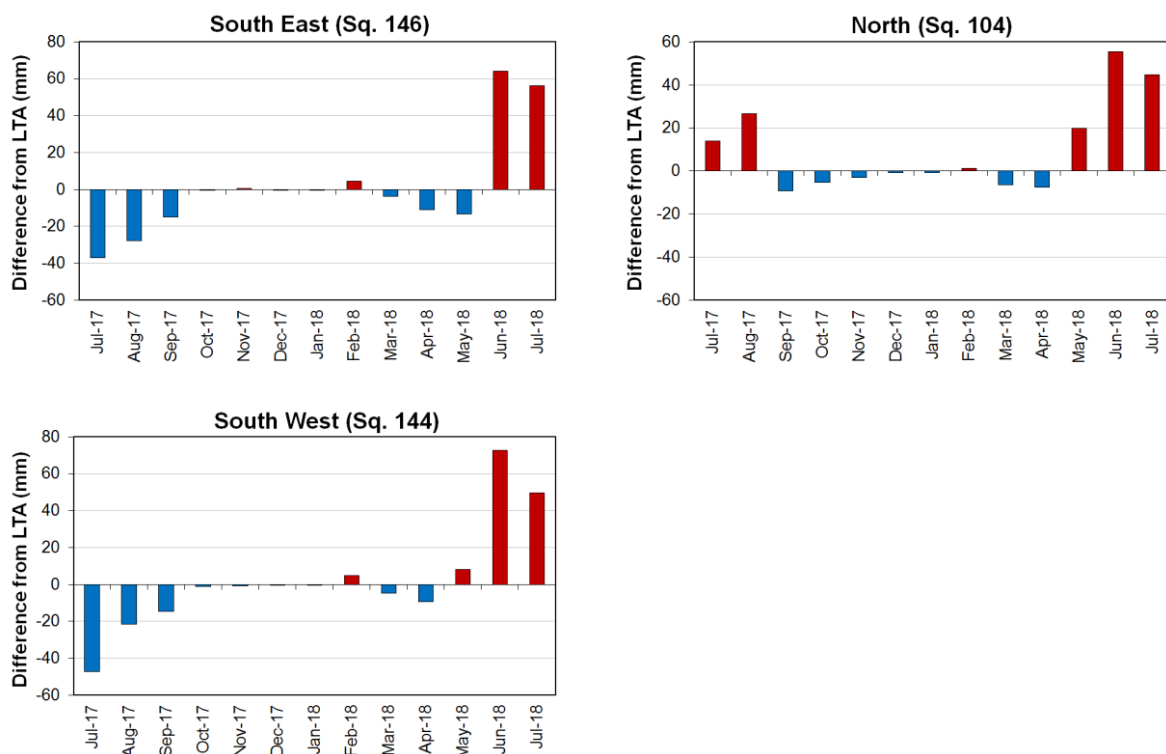 South East (Sq. 146)
Difference from LTA (mm)
80
60
40
20
0
-20
-40
-60
Jul-17
Aug-17
Sep-17
Oct-17
Nov-17
Dec-17
Jan-18
Feb-18
Mar-18
Apr-18
May-18
Jun-18
Jul-18
North (Sq. 104)
Difference from LTA (mm)
60
40
20
0
-20
-40
-60
Jul-17
Aug-17
Sep-17
Oct-17
Nov-17
Dec-17
Jan-18
Feb-18
Mar-18
Apr-18
May-18
Jun-18
Jul-18
South West (Sq. 144)
Difference from LTA (mm)
80
60
40
20
0
-20
-40
-60
Jul-17
Aug-17
Sep-17
Oct-17
Nov-17
Dec-17
Jan-18
Feb-18
Mar-18
Apr-18
May-18
Jun-18
Jul-18